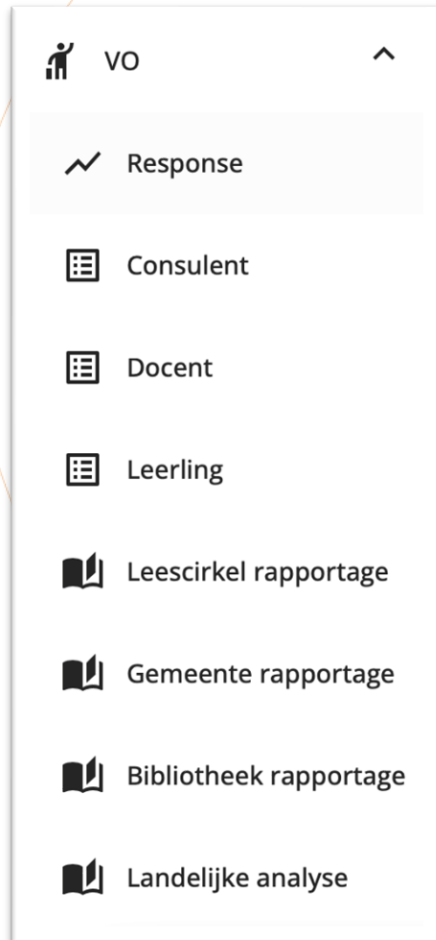 VO
Response
Consulent
Docent
Leerling
Leescirkel rapportage
Gemeente rapportage
Bibliotheek rapportage
Landelijke analyse